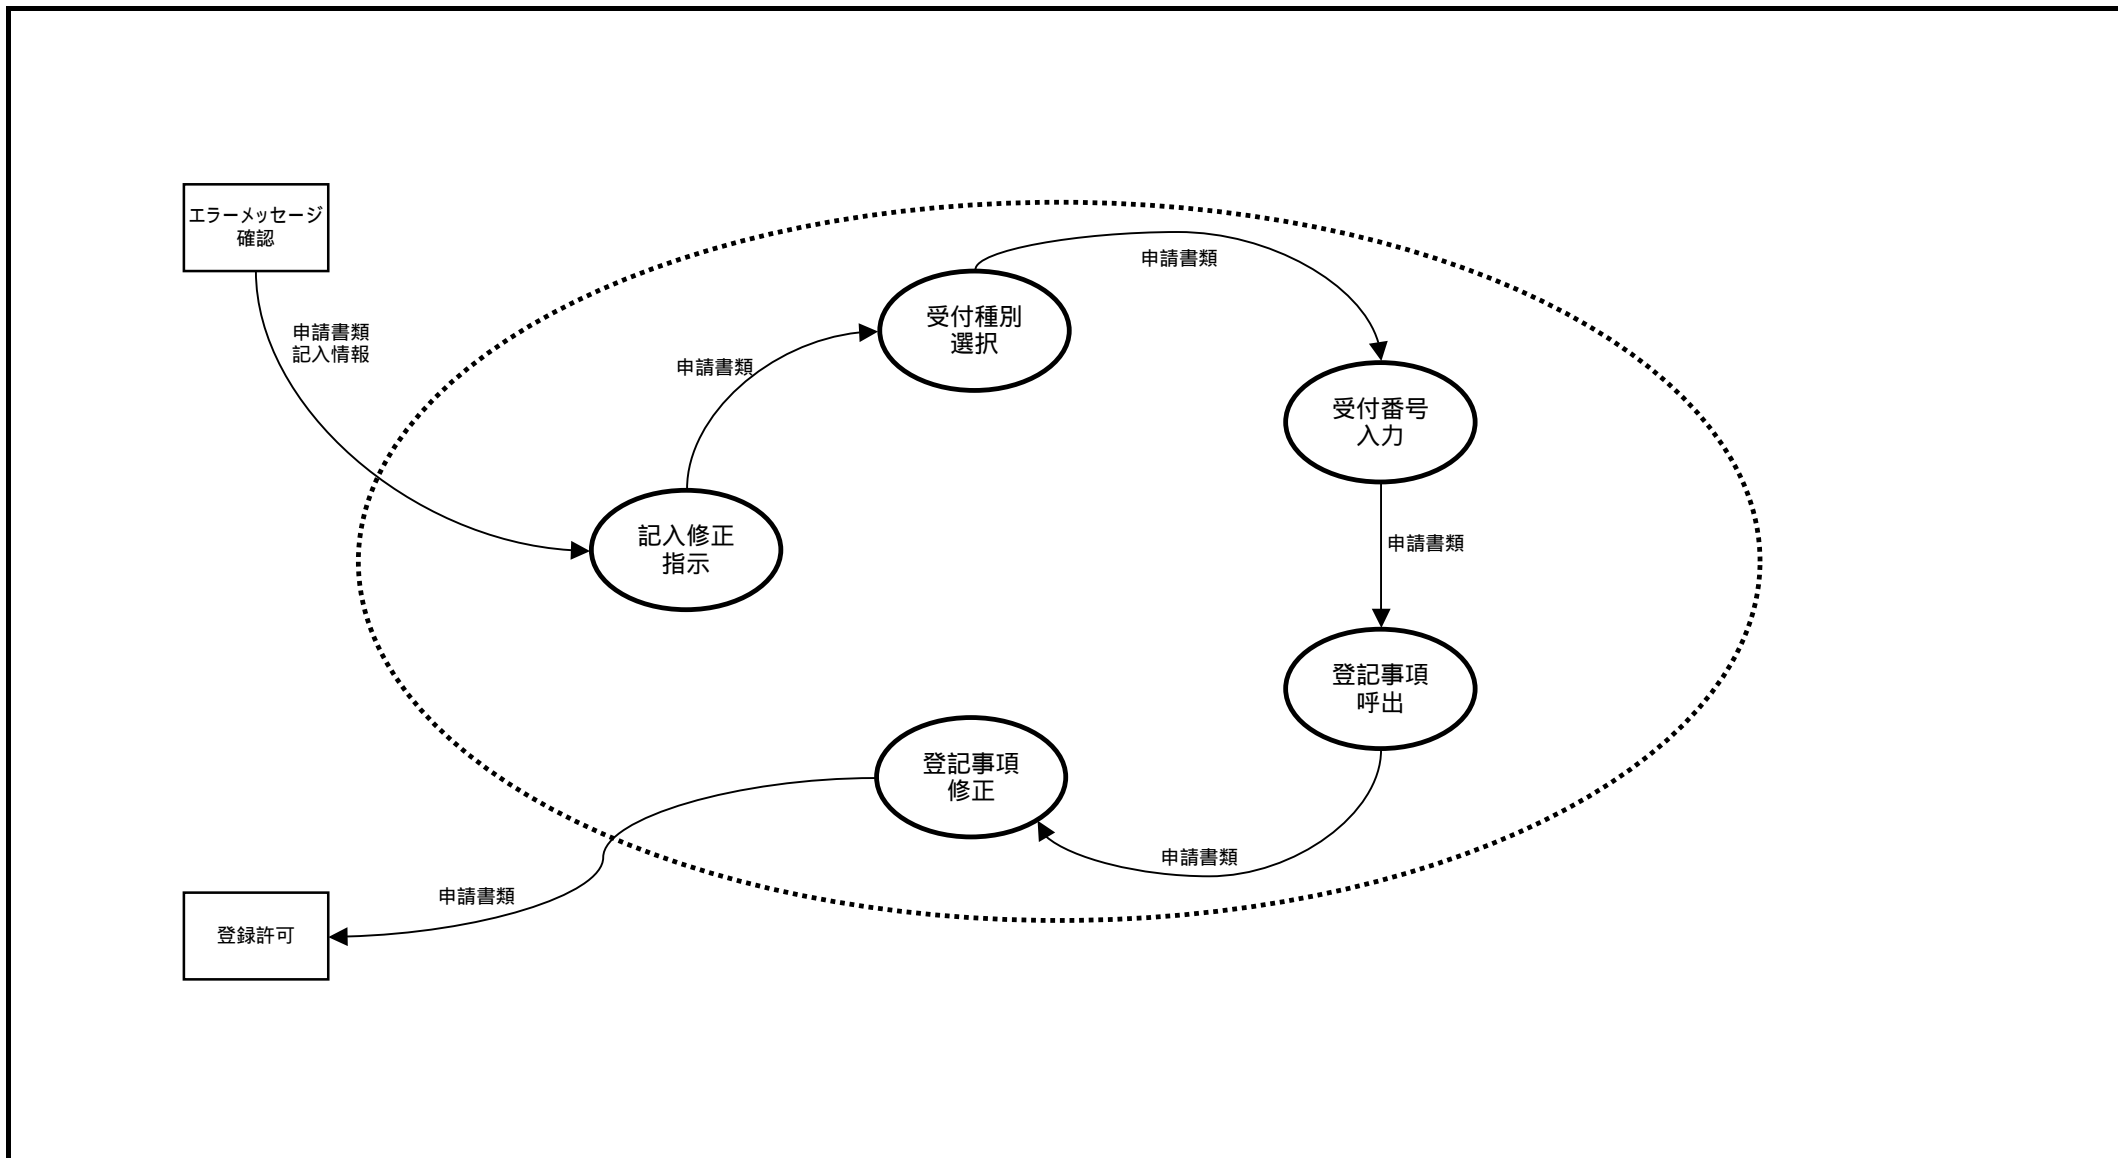 エラーメッセージ
確認
申請書類
記入情報
申請書類
受付種別
選択
申請書類
受付番号
入力
記入修正
指示
申請書類
登記事項
呼出
登記事項
修正
申請書類
申請書類
登録許可